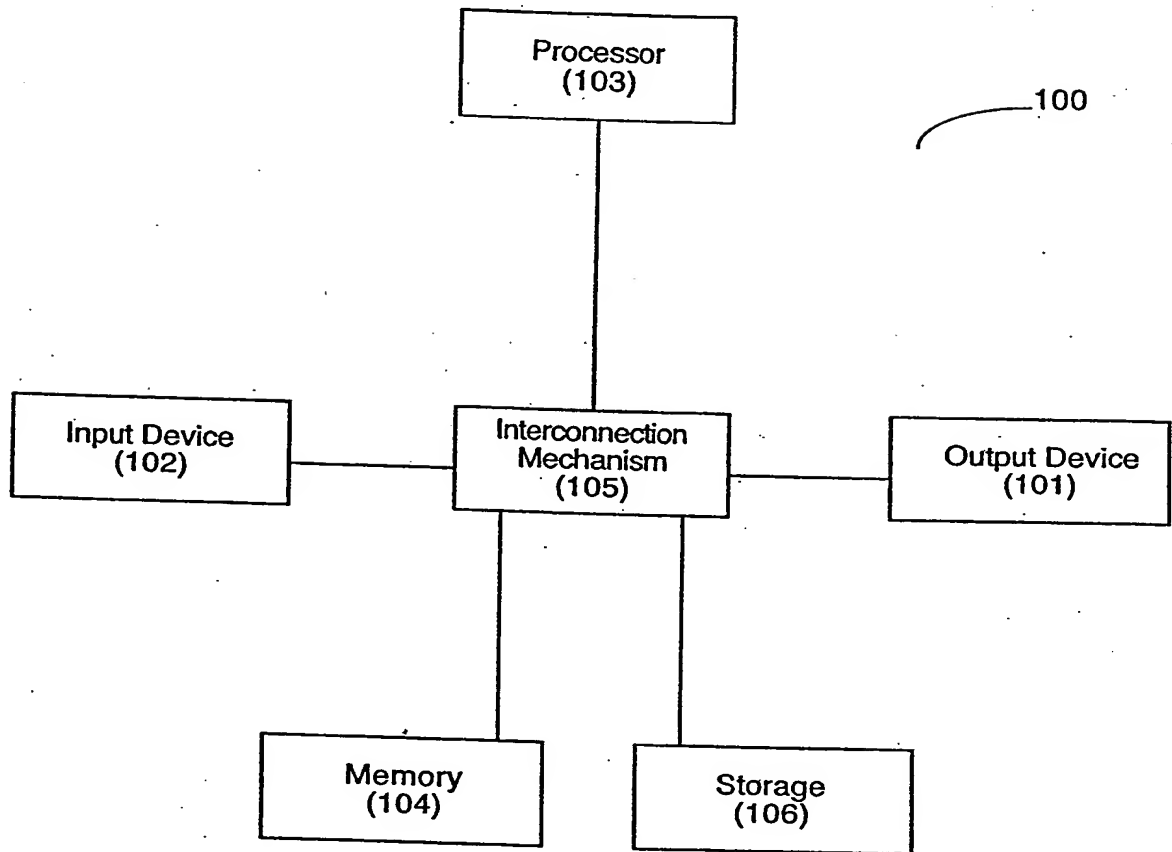 Processor
(103)
100
Input Device
(102)
Interconnection
Mechanism
(105)
Output Device
(101)
Memory
(104)
Storage
(106)